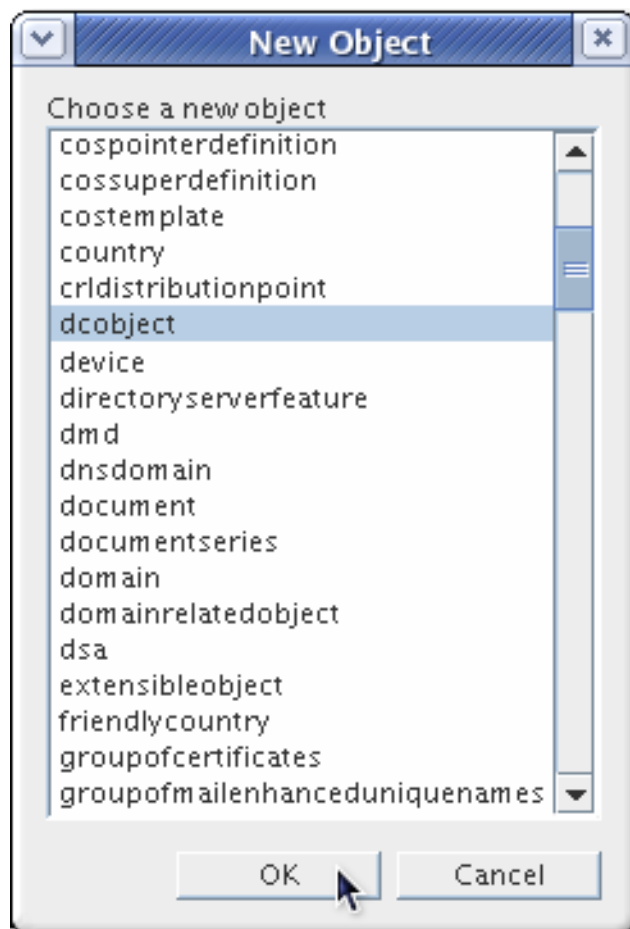 New Object
Choose a new object
cospointerdefinition
cossuperdefinition
costemplate
country
crldistributionpoint
dcobject
device
directoryserverfeature
dmd
dnsdomain
document
documentseries
domain
domainrelatedobject
dsa
extensibleobject
friendlycountry
groupofcertificates
groupofmailenhanceduniquenames
OK Cancel